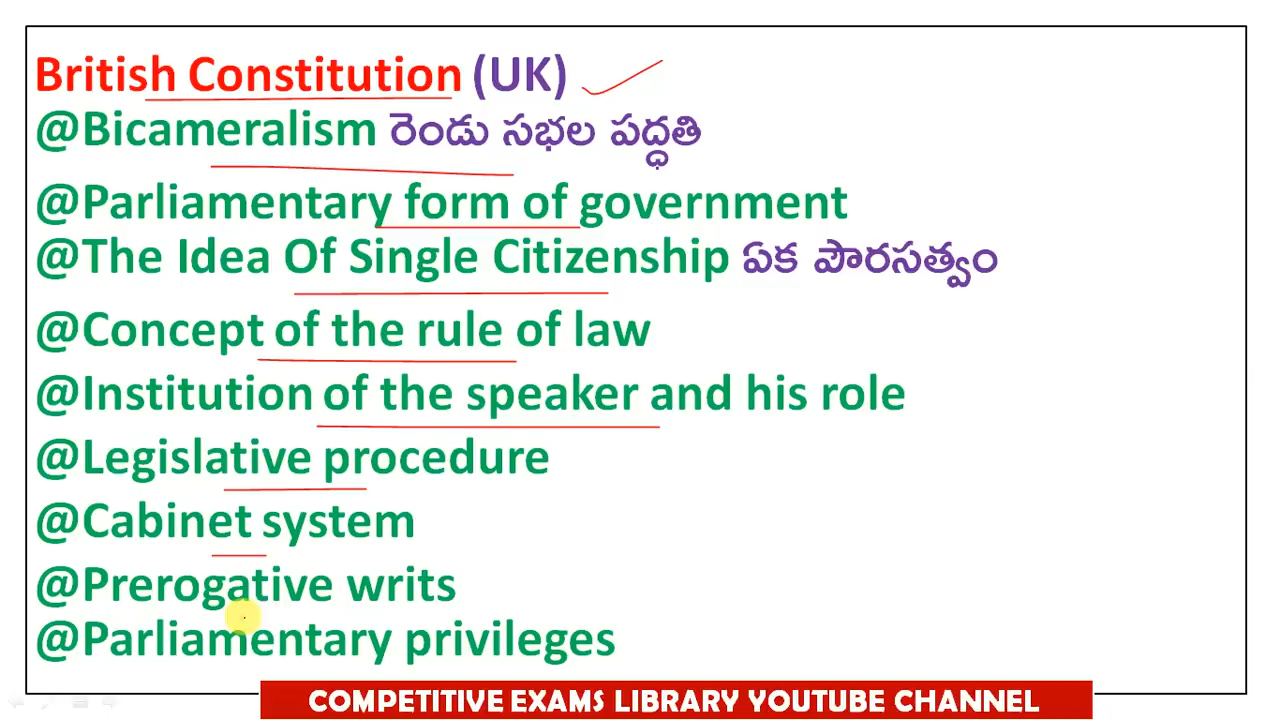 British Constitution (UK)
@Bicameralism రెండు సభల పద్ధతి
@Parliamentary form of government
@The Idea Of Single Citizenship ఏక పౌరసత్వం
@Concept of the rule of law
@Institution of the speaker and his role
@Legislative procedure
@Cabinet system
@Prerogative writs
@Parliamentary privileges
COMPETITIVE EXAMS LIBRARY YOUTUBE CHANNEL